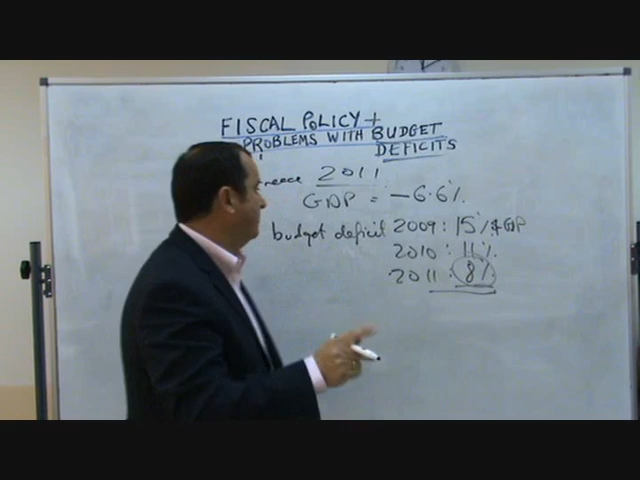 FISCAL POLICY +
PROBLEMS WITH BUDGET
DEFICITS
2011
GDP = -6.6%
budget deficit 2009 : 15% of GDP
2010 : 11%
2011 : 8%